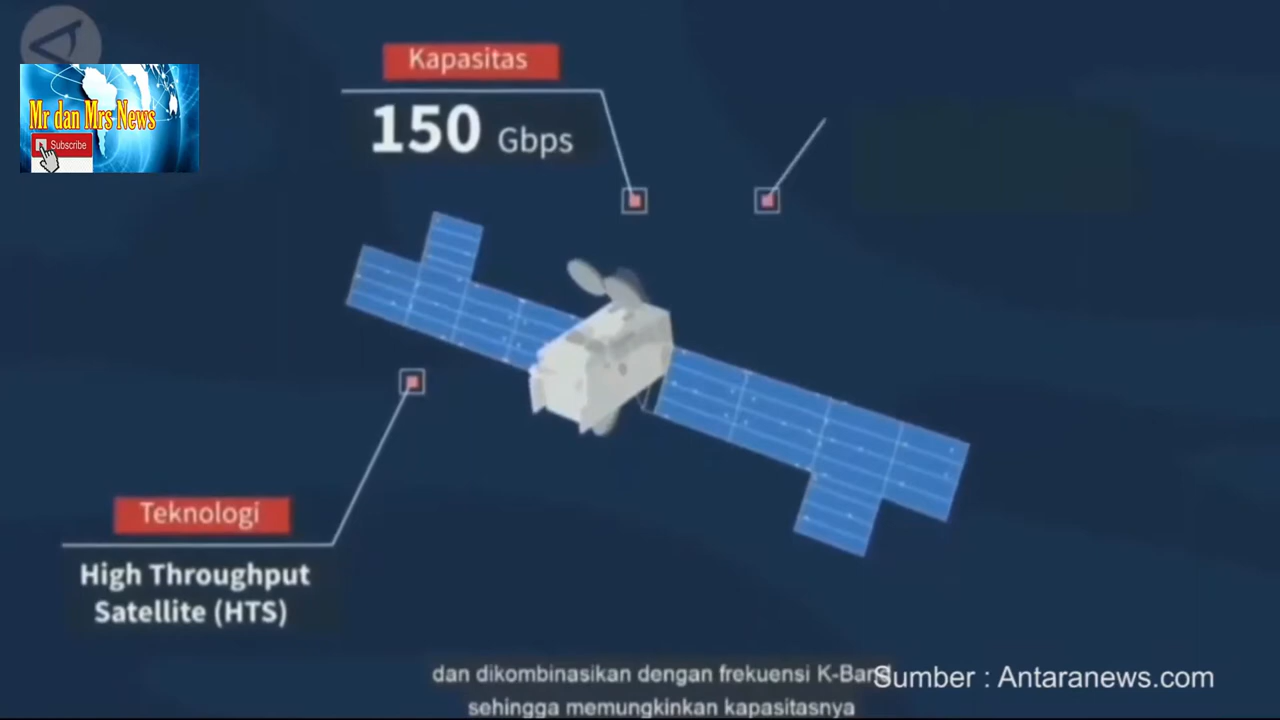 Kapasitas
150 Gbps
Mr dan Mrs News
Subscribe
Teknologi
High Throughput
Satellite (HTS)
dan dikombinasikan dengan frekuensi K-Band
Sumber : Antaranews.com
sehingga memungkinkan kapasitasnya